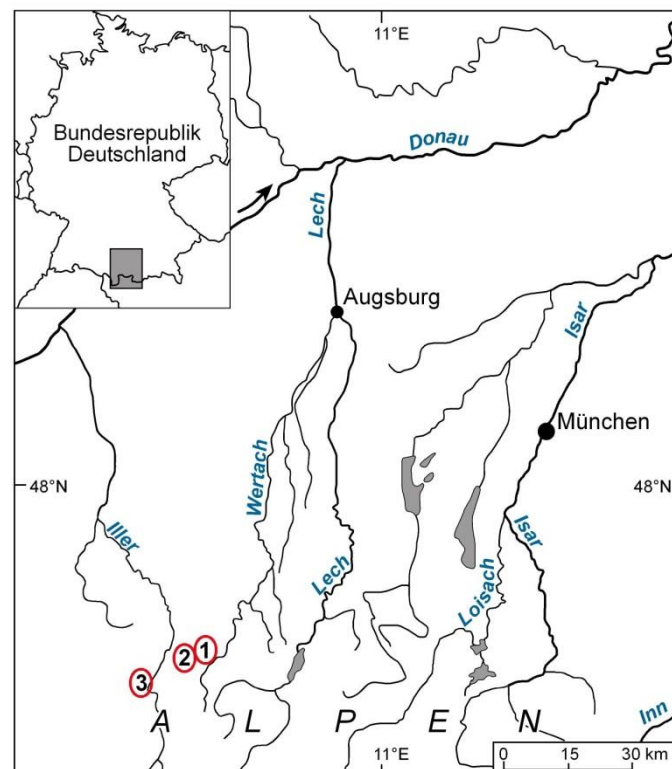 11°E
Bundesrepublik
Deutschland
Donau
Lech
Augsburg
Isar
München
48°N
48°N
Wertach
Iller
Isar
Lech
Loisach
1
2
3
A L P E N
Inn
11°E
0 15 30 km